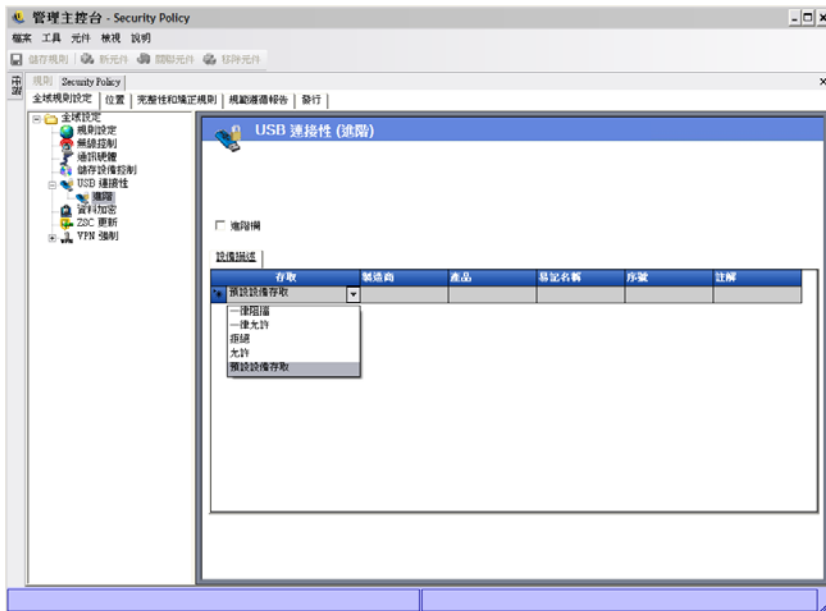 管理主控台 - Security Policy
檔案 工具 元件 檢視 說明
儲存規則 新元件 關聯元件 移除元件
工作
規則 Security Policy
全域規則設定 位置 完整性和矯正規則 規範遵循報告 發行
全域設定
規則設定
無線控制
通訊硬體
儲存設備控制
USB 連接性
進階
資料加密
ZSC 更新
VPN 強制
USB 連接性 (進階)
進階欄
設備描述
存取 製造商 產品 易記名稱 序號 註解
預設設備存取
一律阻擋
一律允許
拒絕
允許
預設設備存取